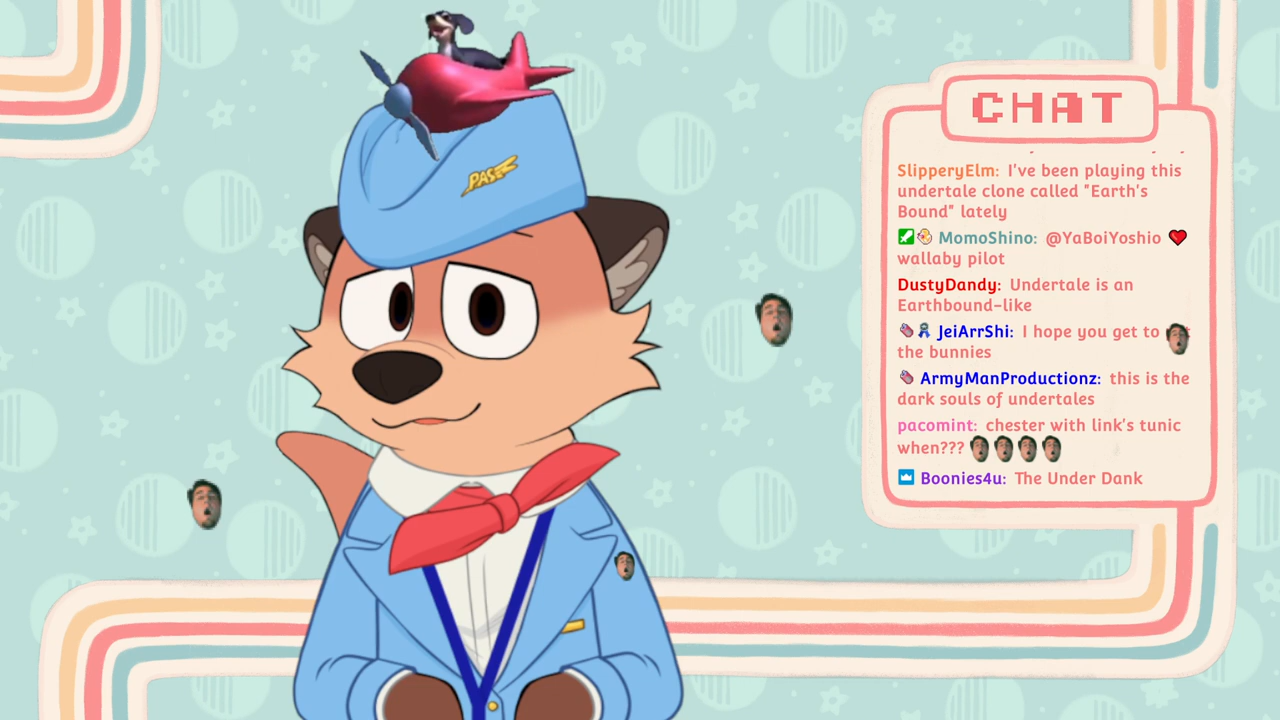 PASE
CHAT
SlipperyElm: I've been playing this
undertale clone called "Earth's
Bound" lately
MomoShino: @YaBoiYoshio
wallaby pilot
DustyDandy: Undertale is an
Earthbound-like
JeiArrShi: I hope you get to
the bunnies
ArmyManProductionz: this is the
dark souls of undertales
pacomint: chester with link's tunic
when???
Boonies4u: The Under Dank